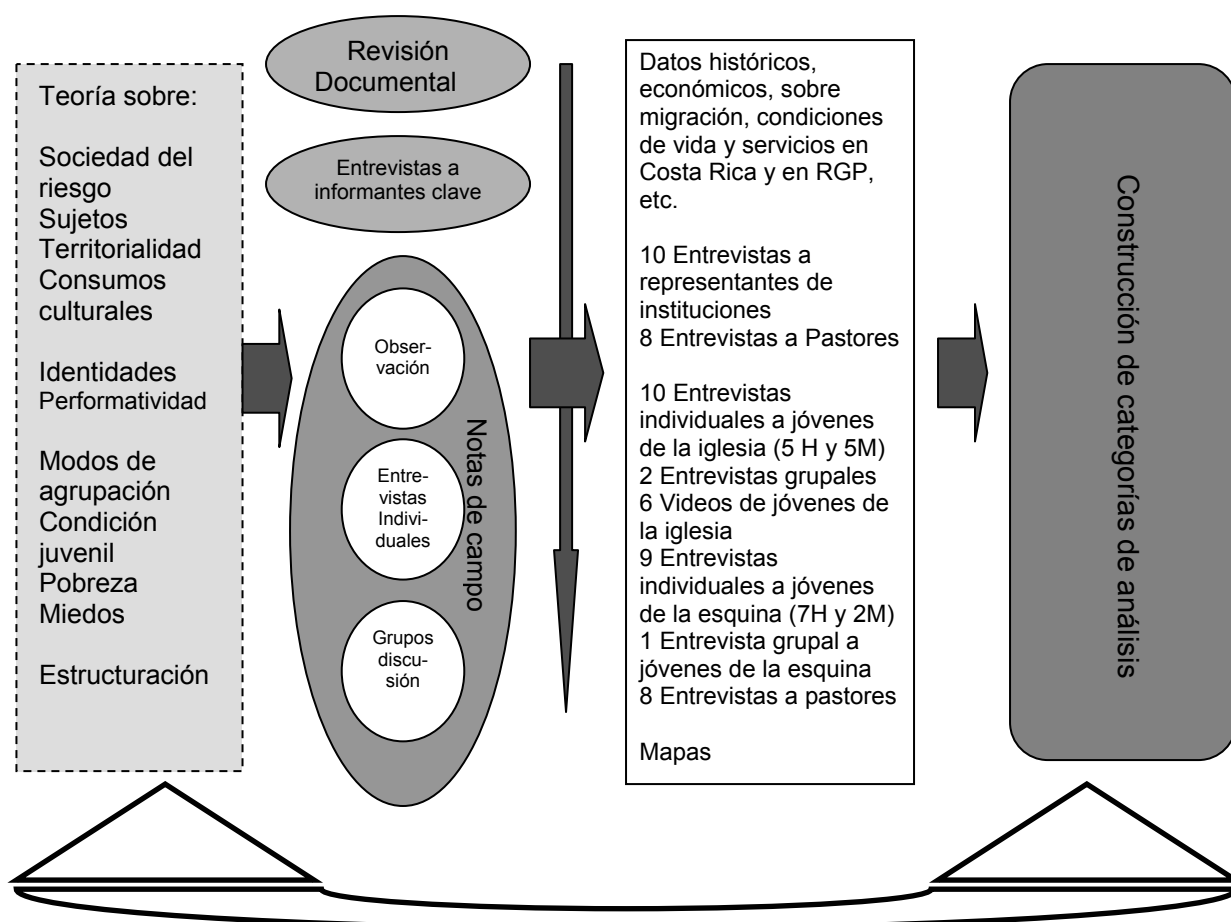 Teoría sobre:
Sociedad del
riesgo
Sujetos
Territorialidad
Consumos
culturales
Identidades
Performatividad
Modos de
agrupación
Condición
juvenil
Pobreza
Miedos
Estructuración
Revisión
Documental
Entrevistas a
informantes clave
Obser-
vación
Entre-
vistas
Indivi-
duales
Grupos
discu-
sión
Notas de campo
Datos históricos,
económicos, sobre
migración, condiciones
de vida y servicios en
Costa Rica y en RGP,
etc.
10 Entrevistas a
representantes de
instituciones
8 Entrevistas a Pastores
10 Entrevistas
individuales a jóvenes
de la iglesia (5 H y 5M)
2 Entrevistas grupales
6 Videos de jóvenes de
la iglesia
9 Entrevistas
individuales a jóvenes
de la esquina (7H y 2M)
1 Entrevista grupal a
jóvenes de la esquina
8 Entrevistas a pastores
Mapas
Construcción de categorías de análisis